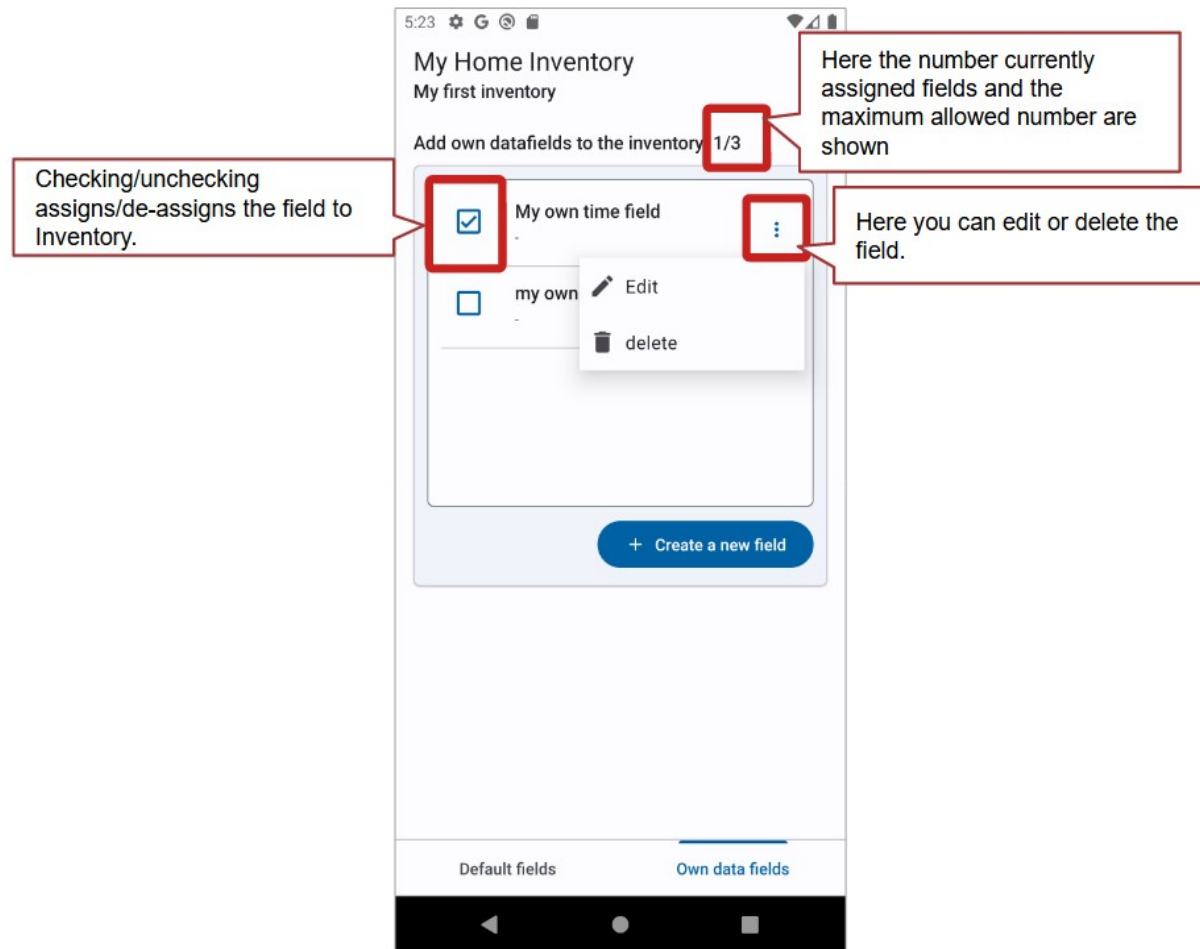 5:23
My Home Inventory
My first inventory
Here the number currently
assigned fields and the
maximum allowed number are
shown
Add own datafields to the inventory 1/3
Checking/unchecking
assigns/de-assigns the field to
Inventory.
My own time field
-
Here you can edit or delete the
field.
my own
-
Edit
delete
+ Create a new field
Default fields
Own data fields